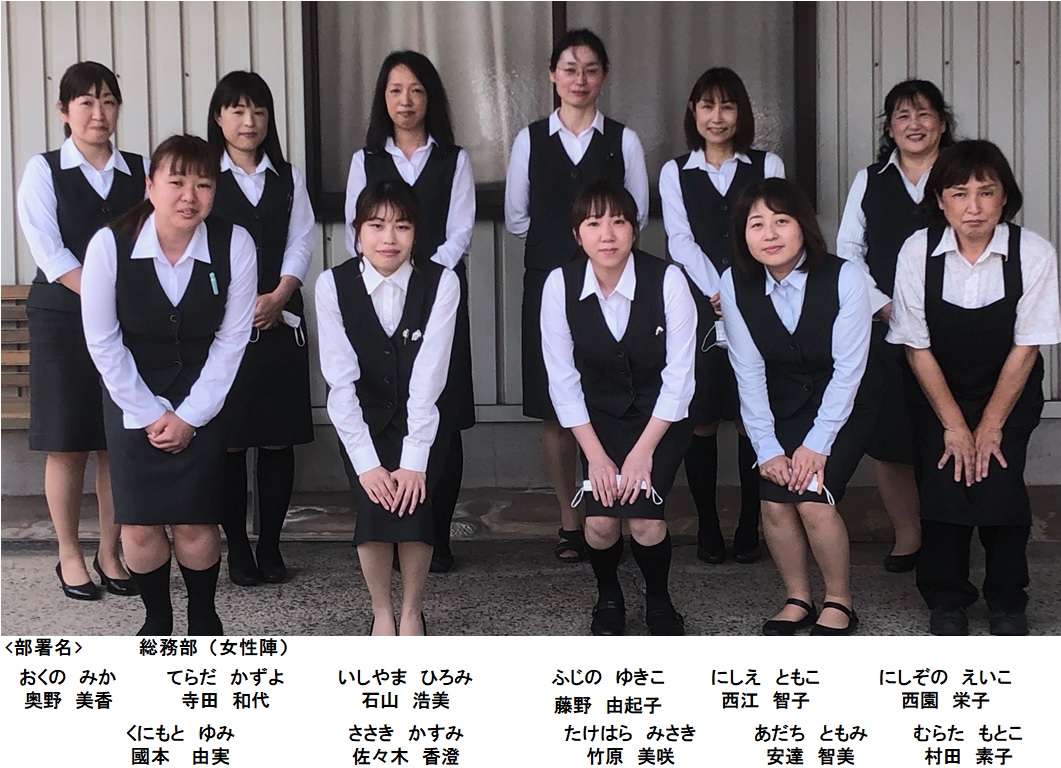 <部署名>　　総務部（女性陣）
おくの　みか　　てらだ　かずよ　　いしやま　ひろみ　　ふじの　ゆきこ　　にしえ　ともこ　　にしぞの　えいこ
奥野　美香　　寺田　和代　　石山　浩美　　藤野　由起子　　西江　智子　　西園　栄子
くにもと　ゆみ　　ささき　かすみ　　たけはら　みさき　　あだち　ともみ　　むらた　もとこ
國本　由実　　佐々木　香澄　　竹原　美咲　　安達　智美　　村田　素子